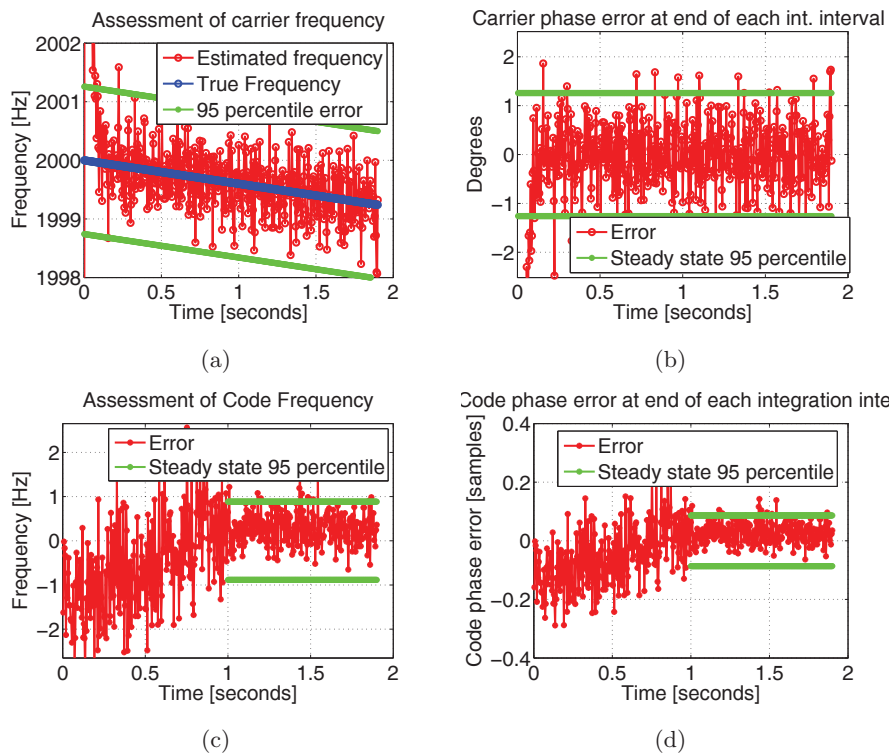 Assessment of carrier frequency
2002
2001
2000
1999
1998
Frequency [Hz]
Estimated frequency
True Frequency
95 percentile error
0 0.5 1 1.5 2
Time [seconds]
(a)
Carrier phase error at end of each int. interval
2
1
0
−1
−2
Degrees
Error
Steady state 95 percentile
0 0.5 1 1.5 2
Time [seconds]
(b)
Assessment of Code Frequency
2
1
0
−1
−2
Frequency [Hz]
Error
Steady state 95 percentile
0 0.5 1 1.5 2
Time [seconds]
(c)
Code phase error at end of each integration inte
0.4
0.2
0
−0.2
−0.4
Code phase error [samples]
Error
Steady state 95 percentile
0 0.5 1 1.5 2
Time [seconds]
(d)